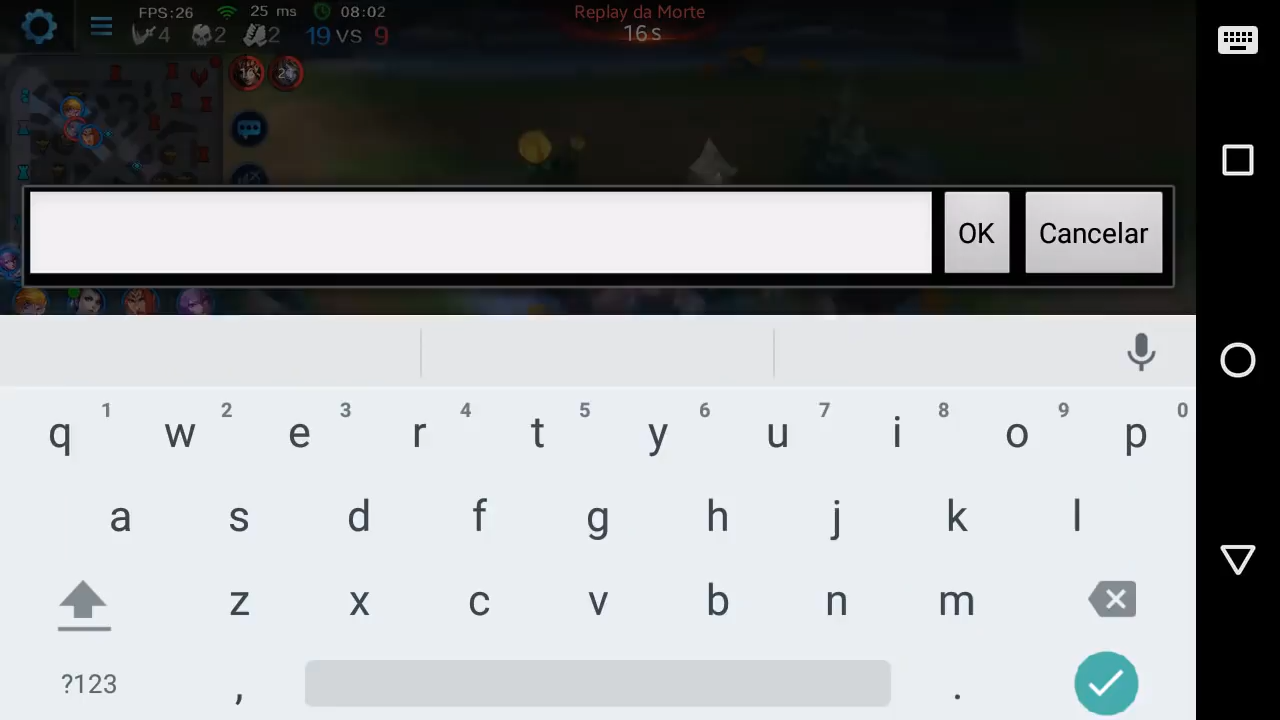 FPS:26 25 ms 08:02
4 2 2 19 VS 9
Replay da Morte
16s
OK Cancelar
1 2 3 4 5 6 7 8 9 0
q w e r t y u i o p
a s d f g h j k l
z x c v b n m
?123 , .